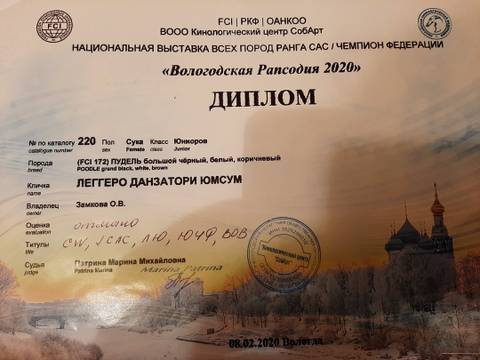 FCI | РКФ | ОАНКОО
ВООО Кинологический центр СобАрт
НАЦИОНАЛЬНАЯ ВЫСТАВКА ВСЕХ ПОРОД РАНГА САС / ЧЕМПИОН ФЕДЕРАЦИИ
«Вологодская Рапсодия 2020»
ДИПЛОМ
№ по каталогу 220 Пол Сука Класс Юниоров
catalogue number sex Female class Junior
Порода (FCI 172) ПУДЕЛЬ большой чёрный, белый, коричневый
breed POODLE grand black, white, brown
Кличка ЛЕГГЕРО ДАНЗАТОРИ ЮМСУМ
name
Владелец Замкова О.В.
owner
Оценка отлично
evaluation
Титулы CW, JCAC, ЛЮ, ЮЧФ, BOB
title
Судья Патрина Марина Михайловна
judge Patrina Marina Marina Patrina
08.02.2020 Вологда